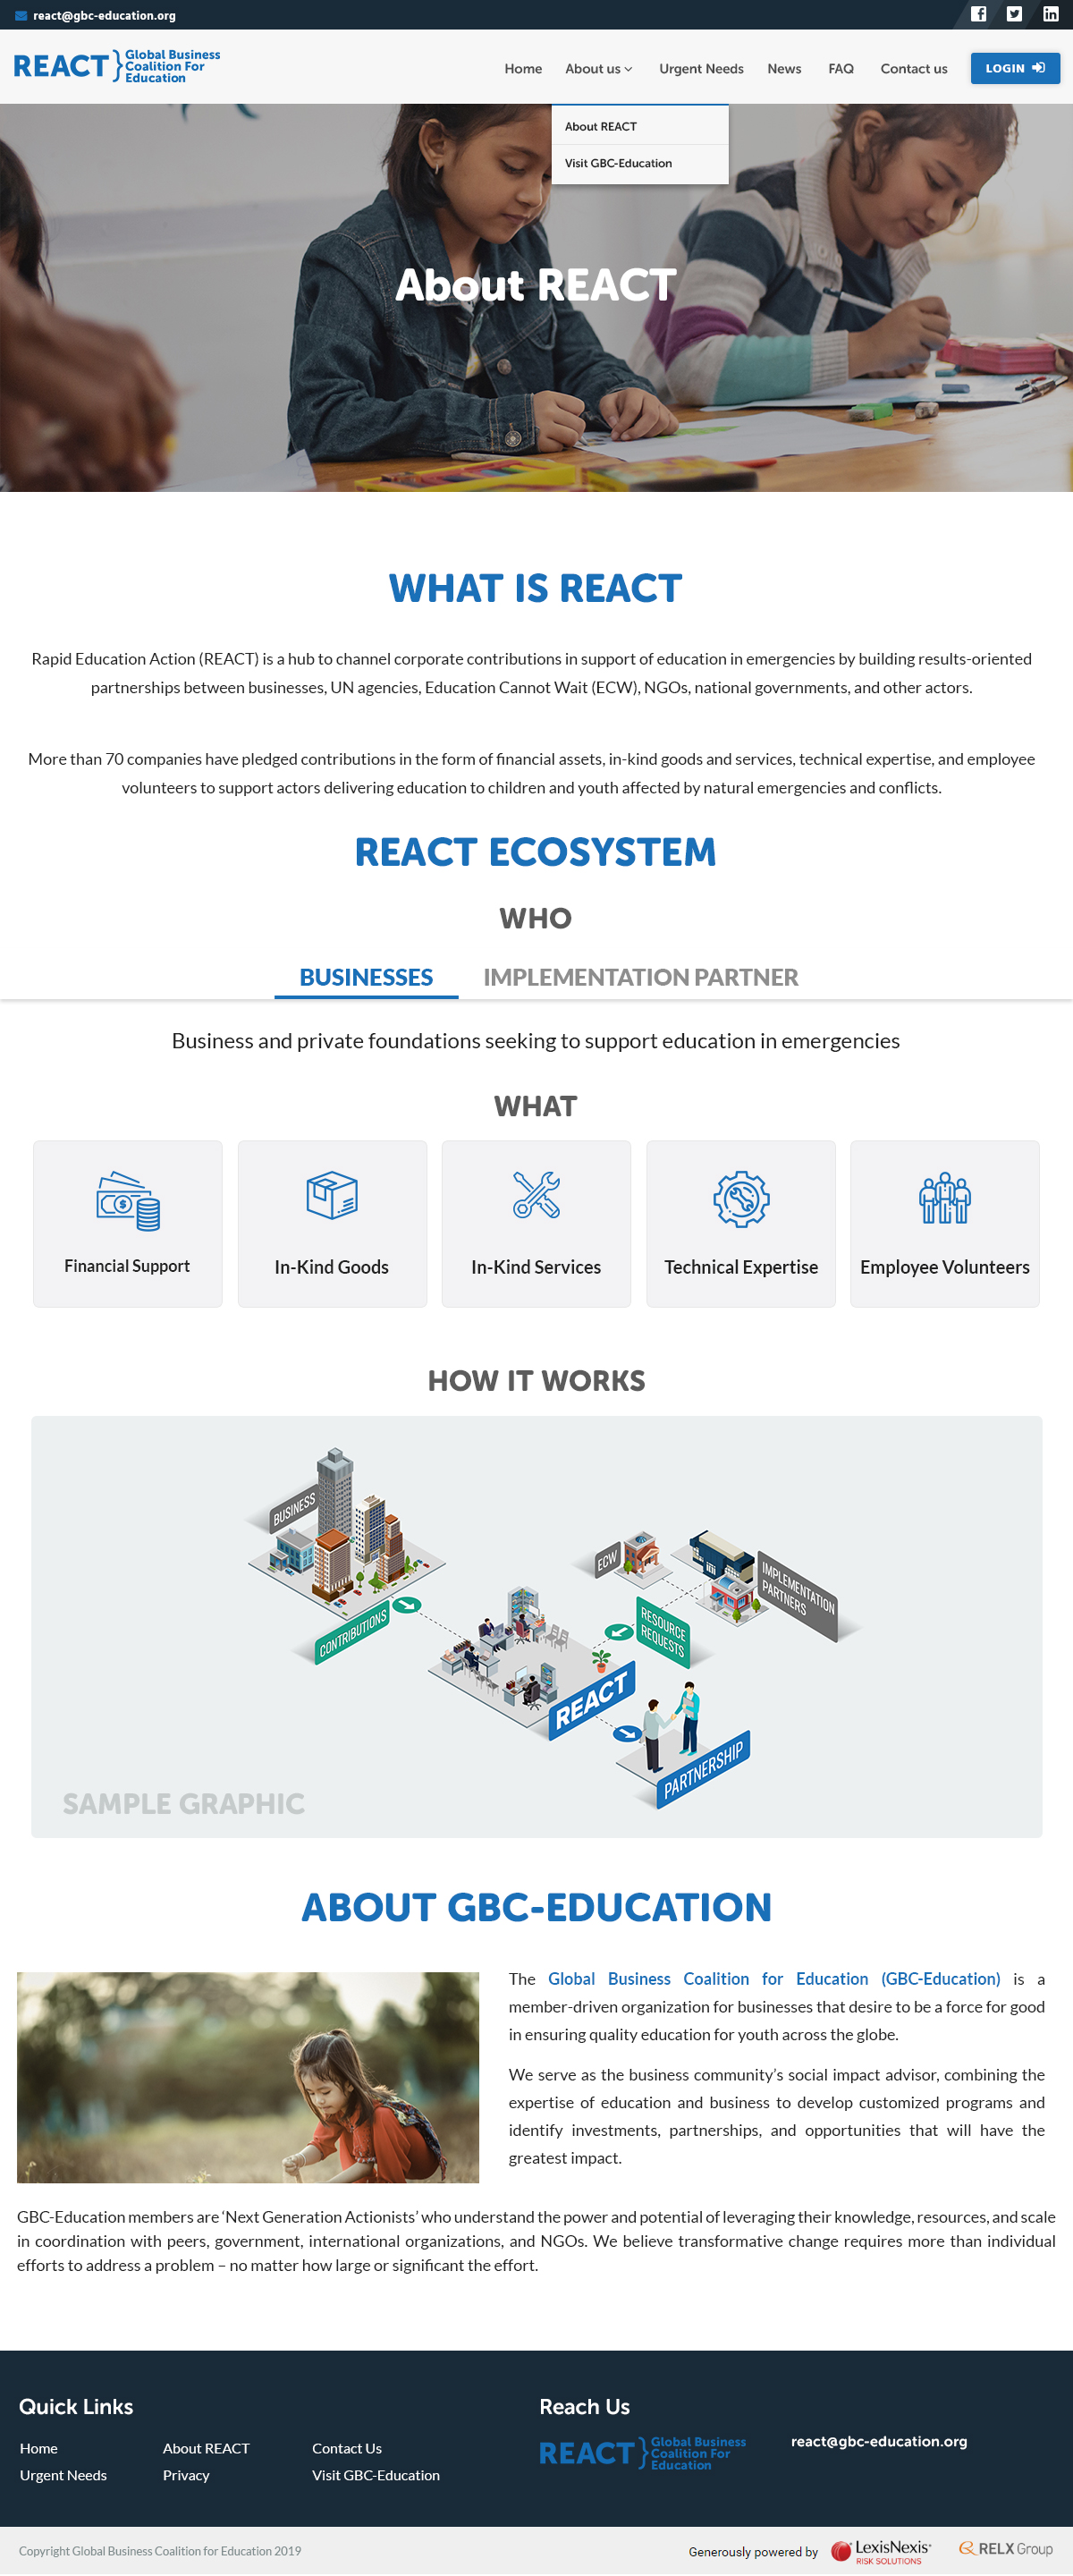 react@gbc-education.org
REACT Global Business
Coalition For
Education
Home About us Urgent Needs News FAQ Contact us LOGIN
About REACT
Visit GBC-Education
About REACT
WHAT IS REACT
Rapid Education Action (REACT) is a hub to channel corporate contributions in support of education in emergencies by building results-oriented
partnerships between businesses, UN agencies, Education Cannot Wait (ECW), NGOs, national governments, and other actors.
More than 70 companies have pledged contributions in the form of financial assets, in-kind goods and services, technical expertise, and employee
volunteers to support actors delivering education to children and youth affected by natural emergencies and conflicts.
REACT ECOSYSTEM
WHO
BUSINESSES IMPLEMENTATION PARTNER
Business and private foundations seeking to support education in emergencies
WHAT
Financial Support In-Kind Goods In-Kind Services Technical Expertise Employee Volunteers
HOW IT WORKS
BUSINESS
ECW
IMPLEMENTATION
PARTNERS
CONTRIBUTIONS
RESOURCE
REQUESTS
REACT
PARTNERSHIP
SAMPLE GRAPHIC
ABOUT GBC-EDUCATION
The Global Business Coalition for Education (GBC-Education) is a
member-driven organization for businesses that desire to be a force for good
in ensuring quality education for youth across the globe.
We serve as the business community’s social impact advisor, combining the
expertise of education and business to develop customized programs and
identify investments, partnerships, and opportunities that will have the
greatest impact.
GBC-Education members are ‘Next Generation Actionists’ who understand the power and potential of leveraging their knowledge, resources, and scale
in coordination with peers, government, international organizations, and NGOs. We believe transformative change requires more than individual
efforts to address a problem – no matter how large or significant the effort.
Quick Links
Home About REACT Contact Us
Urgent Needs Privacy Visit GBC-Education
Reach Us
REACT Global Business
Coalition For
Education
react@gbc-education.org
Copyright Global Business Coalition for Education 2019
Generously powered by LexisNexis
RISK SOLUTIONS
RELX Group